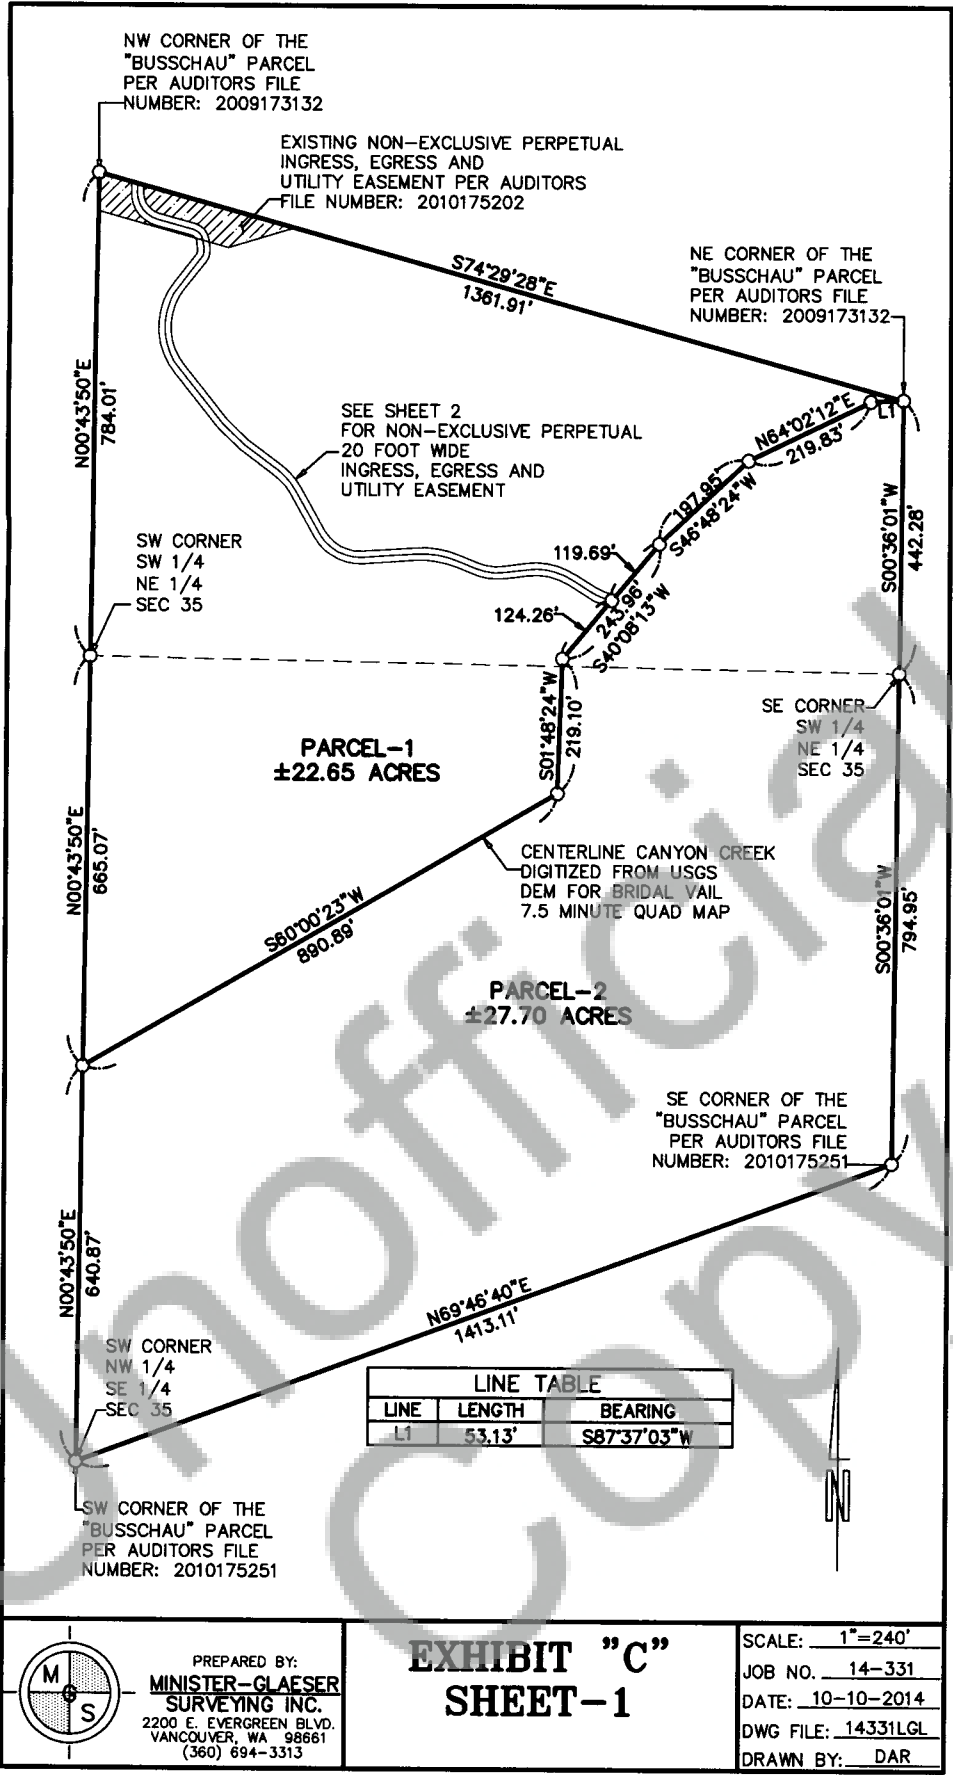 NW CORNER OF THE
"BUSSCHAU" PARCEL
PER AUDITORS FILE
NUMBER: 2009173132
EXISTING NON-EXCLUSIVE PERPETUAL
INGRESS, EGRESS AND
UTILITY EASEMENT PER AUDITORS
FILE NUMBER: 2010175202
NE CORNER OF THE
"BUSSCHAU" PARCEL
PER AUDITORS FILE
NUMBER: 2009173132
S74°29'28"E
1361.91'
N00°43'50"E
784.01'
SEE SHEET 2
FOR NON-EXCLUSIVE PERPETUAL
20 FOOT WIDE
INGRESS, EGRESS AND
UTILITY EASEMENT
L1
N64°02'12"E
219.83'
197.95'
S46°48'24"W
S00°36'01"W
442.28'
SW CORNER
SW 1/4
NE 1/4
SEC 35
119.69'
124.26'
243.96'
S40°08'13"W
S01°48'24"W
219.10'
SE CORNER
SW 1/4
NE 1/4
SEC 35
PARCEL-1
±22.65 ACRES
N00°43'50"E
665.07'
CENTERLINE CANYON CREEK
DIGITIZED FROM USGS
DEM FOR BRIDAL VAIL
7.5 MINUTE QUAD MAP
S60°00'23"W
890.89'
S00°36'01"W
794.95'
PARCEL-2
±27.70 ACRES
SE CORNER OF THE
"BUSSCHAU" PARCEL
PER AUDITORS FILE
NUMBER: 2010175251
N00°43'50"E
640.87'
N69°46'40"E
1413.11'
SW CORNER
NW 1/4
SE 1/4
SEC 35
LINE TABLE
LINE LENGTH BEARING
L1 53.13' S87°37'03"W
N
SW CORNER OF THE
"BUSSCHAU" PARCEL
PER AUDITORS FILE
NUMBER: 2010175251
Unofficial
Copy
M
G
S
PREPARED BY:
MINISTER-GLAESER
SURVEYING INC.
2200 E. EVERGREEN BLVD.
VANCOUVER, WA 98661
(360) 694-3313
EXHIBIT "C"
SHEET-1
SCALE: 1"=240'
JOB NO. 14-331
DATE: 10-10-2014
DWG FILE: 14331LGL
DRAWN BY: DAR